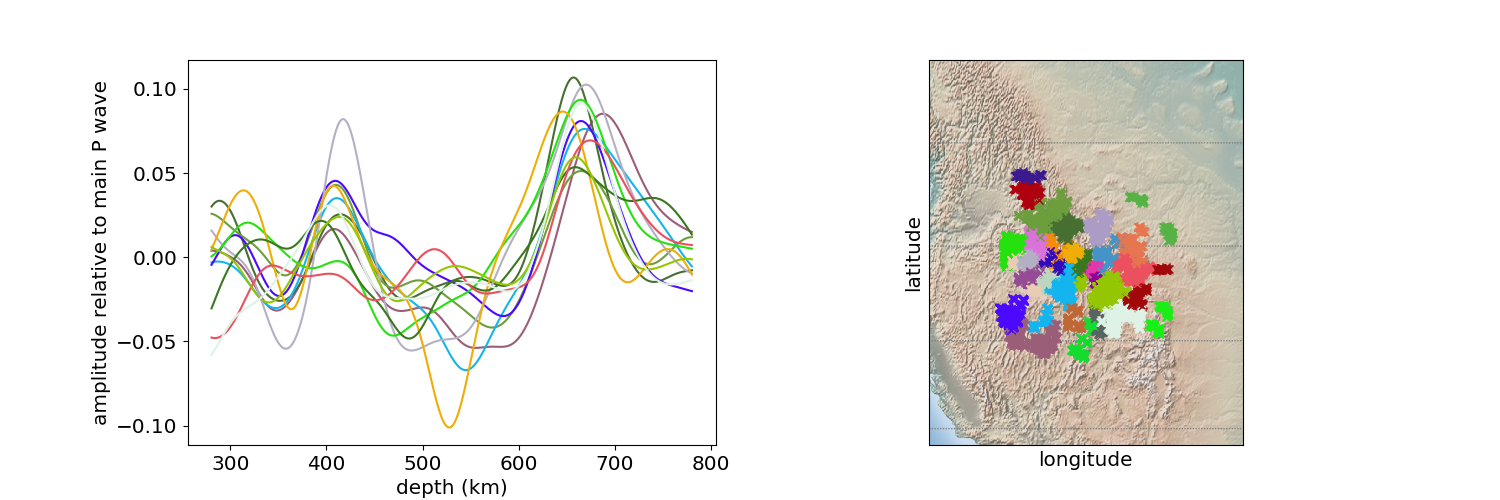 amplitude relative to main P wave
0.10
0.05
0.00
−0.05
−0.10
300 400 500 600 700 800
depth (km)
latitude
longitude